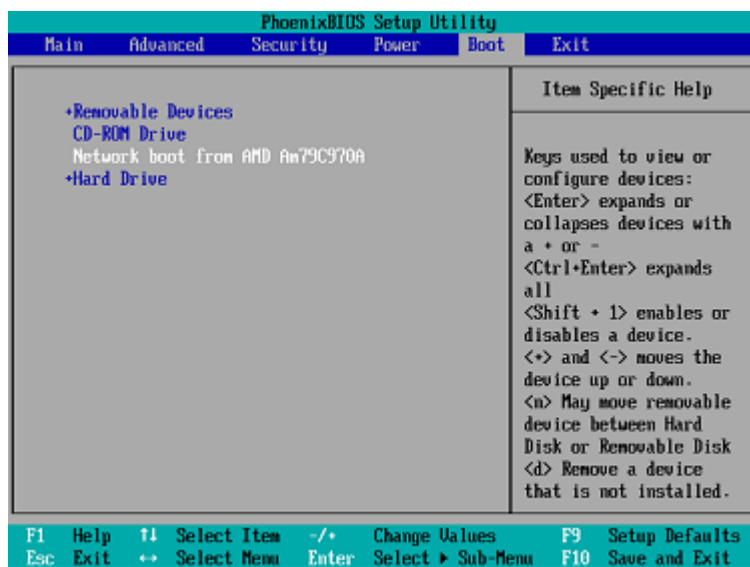 PhoenixBIOS Setup Utility
Main Advanced Security Power Boot Exit
+Removable Devices
CD-ROM Drive
Network boot from AMD Am79C970A
+Hard Drive
Item Specific Help
Keys used to view or
configure devices:
<Enter> expands or
collapses devices with
a + or -
<Ctrl+Enter> expands
all
<Shift + 1> enables or
disables a device.
<+> and <-> moves the
device up or down.
<n> May move removable
device between Hard
Disk or Removable Disk
<d> Remove a device
that is not installed.
F1 Help ↑↓ Select Item -/+ Change Values F9 Setup Defaults
Esc Exit ↔ Select Menu Enter Select ▶ Sub-Menu F10 Save and Exit